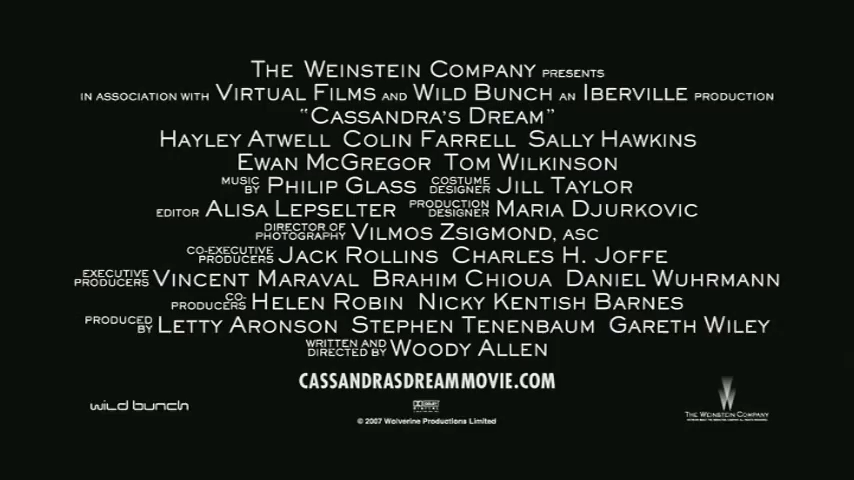 THE WEINSTEIN COMPANY PRESENTS
IN ASSOCIATION WITH VIRTUAL FILMS AND WILD BUNCH AN IBERVILLE PRODUCTION
"CASSANDRA'S DREAM"
HAYLEY ATWELL COLIN FARRELL SALLY HAWKINS
EWAN MCGREGOR TOM WILKINSON
MUSIC BY PHILIP GLASS COSTUME DESIGNER JILL TAYLOR
EDITOR ALISA LEPSELTER PRODUCTION DESIGNER MARIA DJURKOVIC
DIRECTOR OF PHOTOGRAPHY VILMOS ZSIGMOND, ASC
CO-EXECUTIVE PRODUCERS JACK ROLLINS CHARLES H. JOFFE
EXECUTIVE PRODUCERS VINCENT MARAVAL BRAHIM CHIOUA DANIEL WUHRMANN
CO-PRODUCERS HELEN ROBIN NICKY KENTISH BARNES
PRODUCED BY LETTY ARONSON STEPHEN TENENBAUM GARETH WILEY
WRITTEN AND DIRECTED BY WOODY ALLEN
CASSANDRASDREAMMOVIE.COM
wild bunch
DOLBY DIGITAL
THE WEINSTEIN COMPANY
© 2007 Wolverine Productions Limited